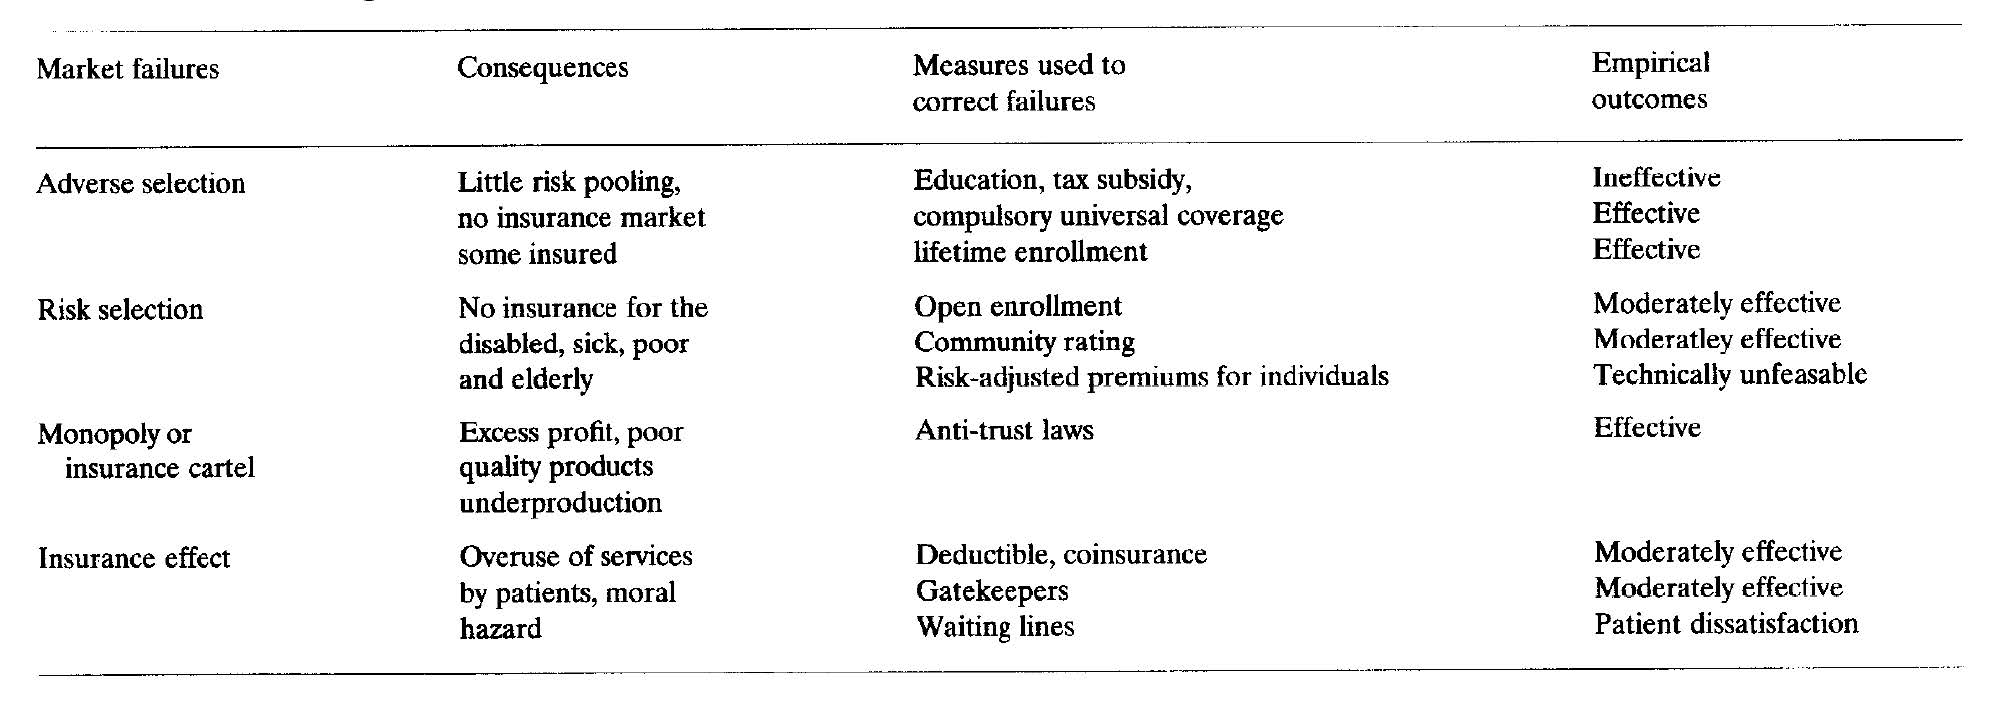 Market failures Consequences Measures used to Empirical
correct failures outcomes
Adverse selection Little risk pooling, Education, tax subsidy, Ineffective
no insurance market compulsory universal coverage Effective
some insured lifetime enrollment Effective
Risk selection No insurance for the Open enrollment Moderately effective
disabled, sick, poor Community rating Moderatley effective
and elderly Risk-adjusted premiums for individuals Technically unfeasable
Monopoly or Excess profit, poor Anti-trust laws Effective
insurance cartel quality products
underproduction
Insurance effect Overuse of services Deductible, coinsurance Moderately effective
by patients, moral Gatekeepers Moderately effective
hazard Waiting lines Patient dissatisfaction